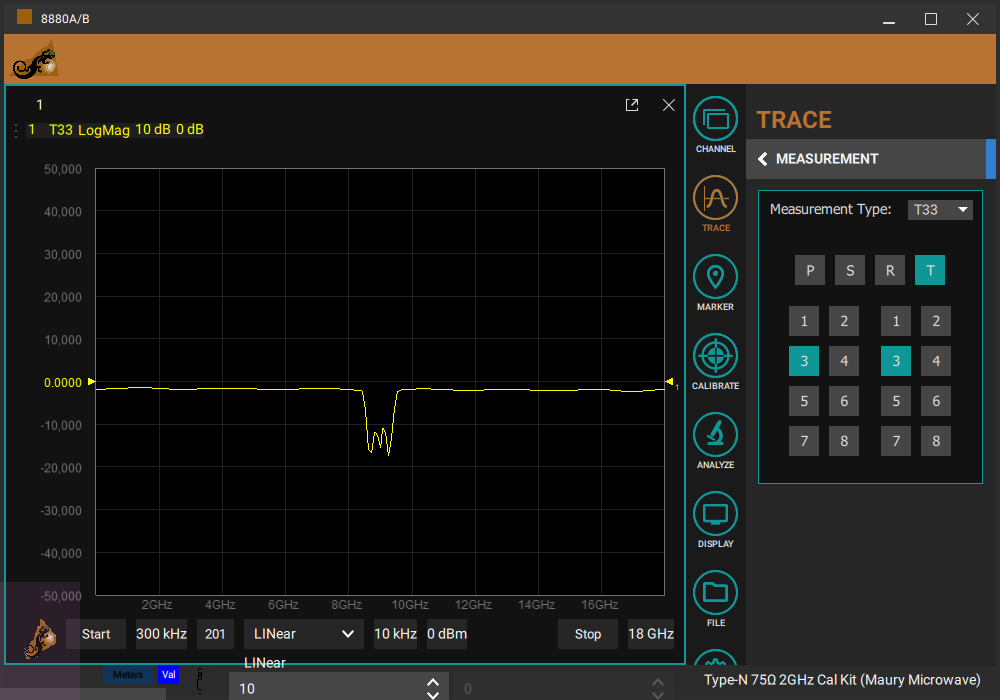 8880A/B
1
1 T33 LogMag 10 dB 0 dB
50,000
40,000
30,000
20,000
10,000
0.0000
1
-10,000
-20,000
-30,000
-40,000
-50,000
2GHz 4GHz 6GHz 8GHz 10GHz 12GHz 14GHz 16GHz
Start 300 kHz 201 LINear 10 kHz 0 dBm Stop 18 GHz
LINear
Meters Val
10 0
CHANNEL
TRACE
MARKER
CALIBRATE
ANALYZE
DISPLAY
FILE
TRACE
MEASUREMENT
Measurement Type: T33
P S R T
1 2 1 2
3 4 3 4
5 6 5 6
7 8 7 8
Type-N 75Ω 2GHz Cal Kit (Maury Microwave)